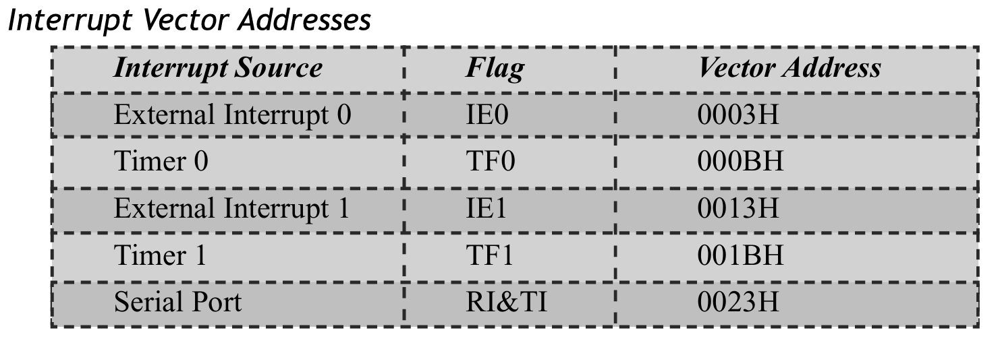 Interrupt Vector Addresses
Interrupt Source Flag Vector Address
External Interrupt 0 IE0 0003H
Timer 0 TF0 000BH
External Interrupt 1 IE1 0013H
Timer 1 TF1 001BH
Serial Port RI&TI 0023H